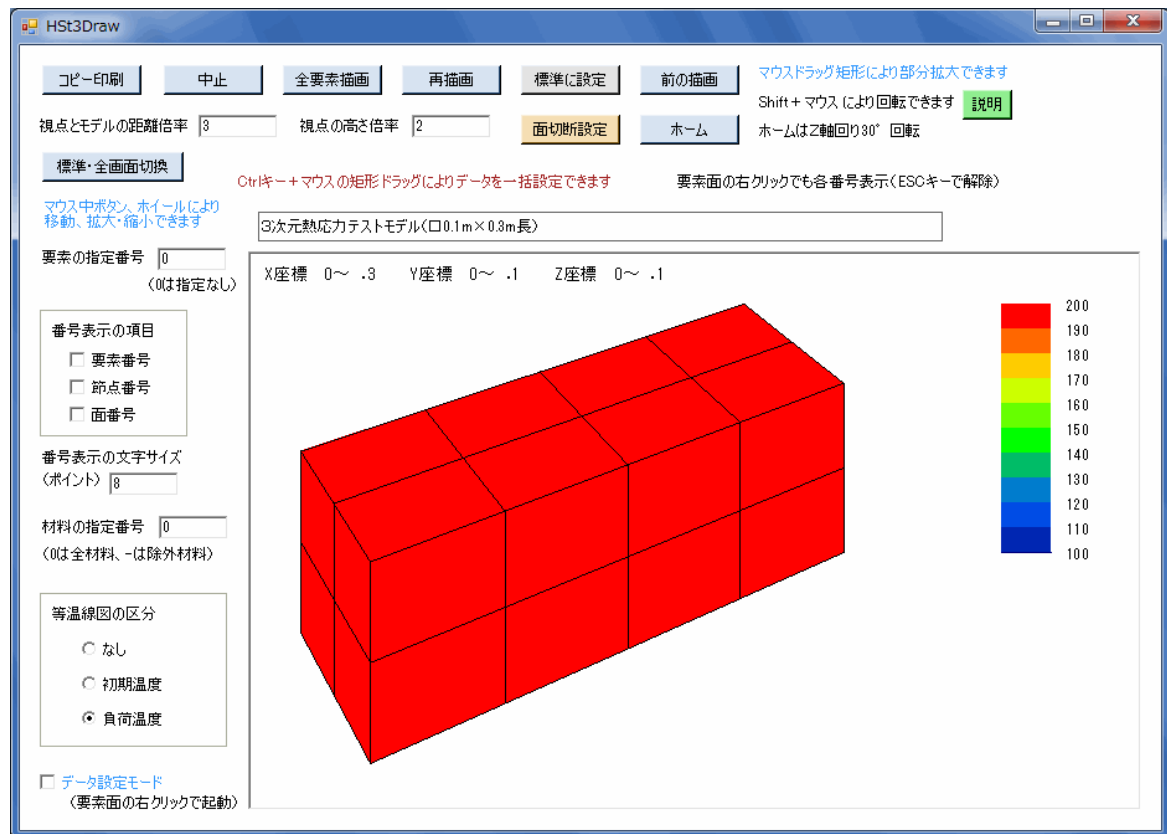 HSt3Draw
コピー印刷 中止 全要素描画 再描画 標準に設定 前の描画
マウスドラッグ矩形により部分拡大できます
Shift+マウスにより回転できます 説明
視点とモデルの距離倍率 3 視点の高さ倍率 2 面切断設定 ホーム ホームはZ軸回り30°回転
標準・全画面切換
Ctrlキー+マウスの矩形ドラッグによりデータを一括設定できます 要素面の右クリックでも各番号表示(ESCキーで解除)
マウス中ボタン、ホイールにより
移動、拡大・縮小できます
3次元熱応力テストモデル(口0.1m×0.3m長)
要素の指定番号 0
(0は指定なし)
X座標 0~ .3 Y座標 0~ .1 Z座標 0~ .1
番号表示の項目
要素番号
節点番号
面番号
番号表示の文字サイズ
(ポイント) 8
材料の指定番号 0
(0は全材料、-は除外材料)
等温線図の区分
なし
初期温度
負荷温度
データ設定モード
(要素面の右クリックで起動)
200
190
180
170
160
150
140
130
120
110
100